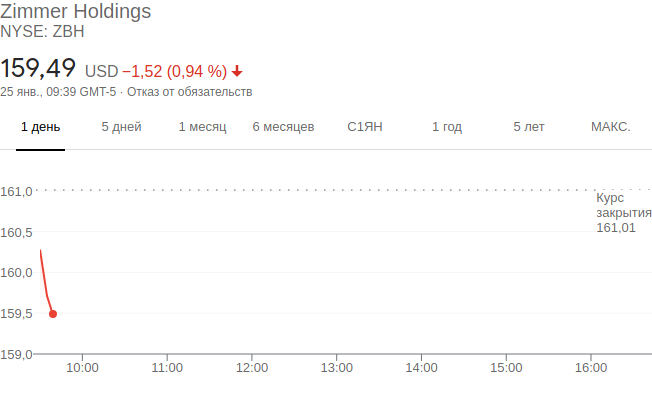 Zimmer Holdings
NYSE: ZBH
159,49 USD −1,52 (0,94 %)
25 янв., 09:39 GMT-5 · Отказ от обязательств
1 день 5 дней 1 месяц 6 месяцев С1ЯН 1 год 5 лет МАКС.
161,0
Курс
закрытия
161,01
160,5
160,0
159,5
159,0
10:00 11:00 12:00 13:00 14:00 15:00 16:00